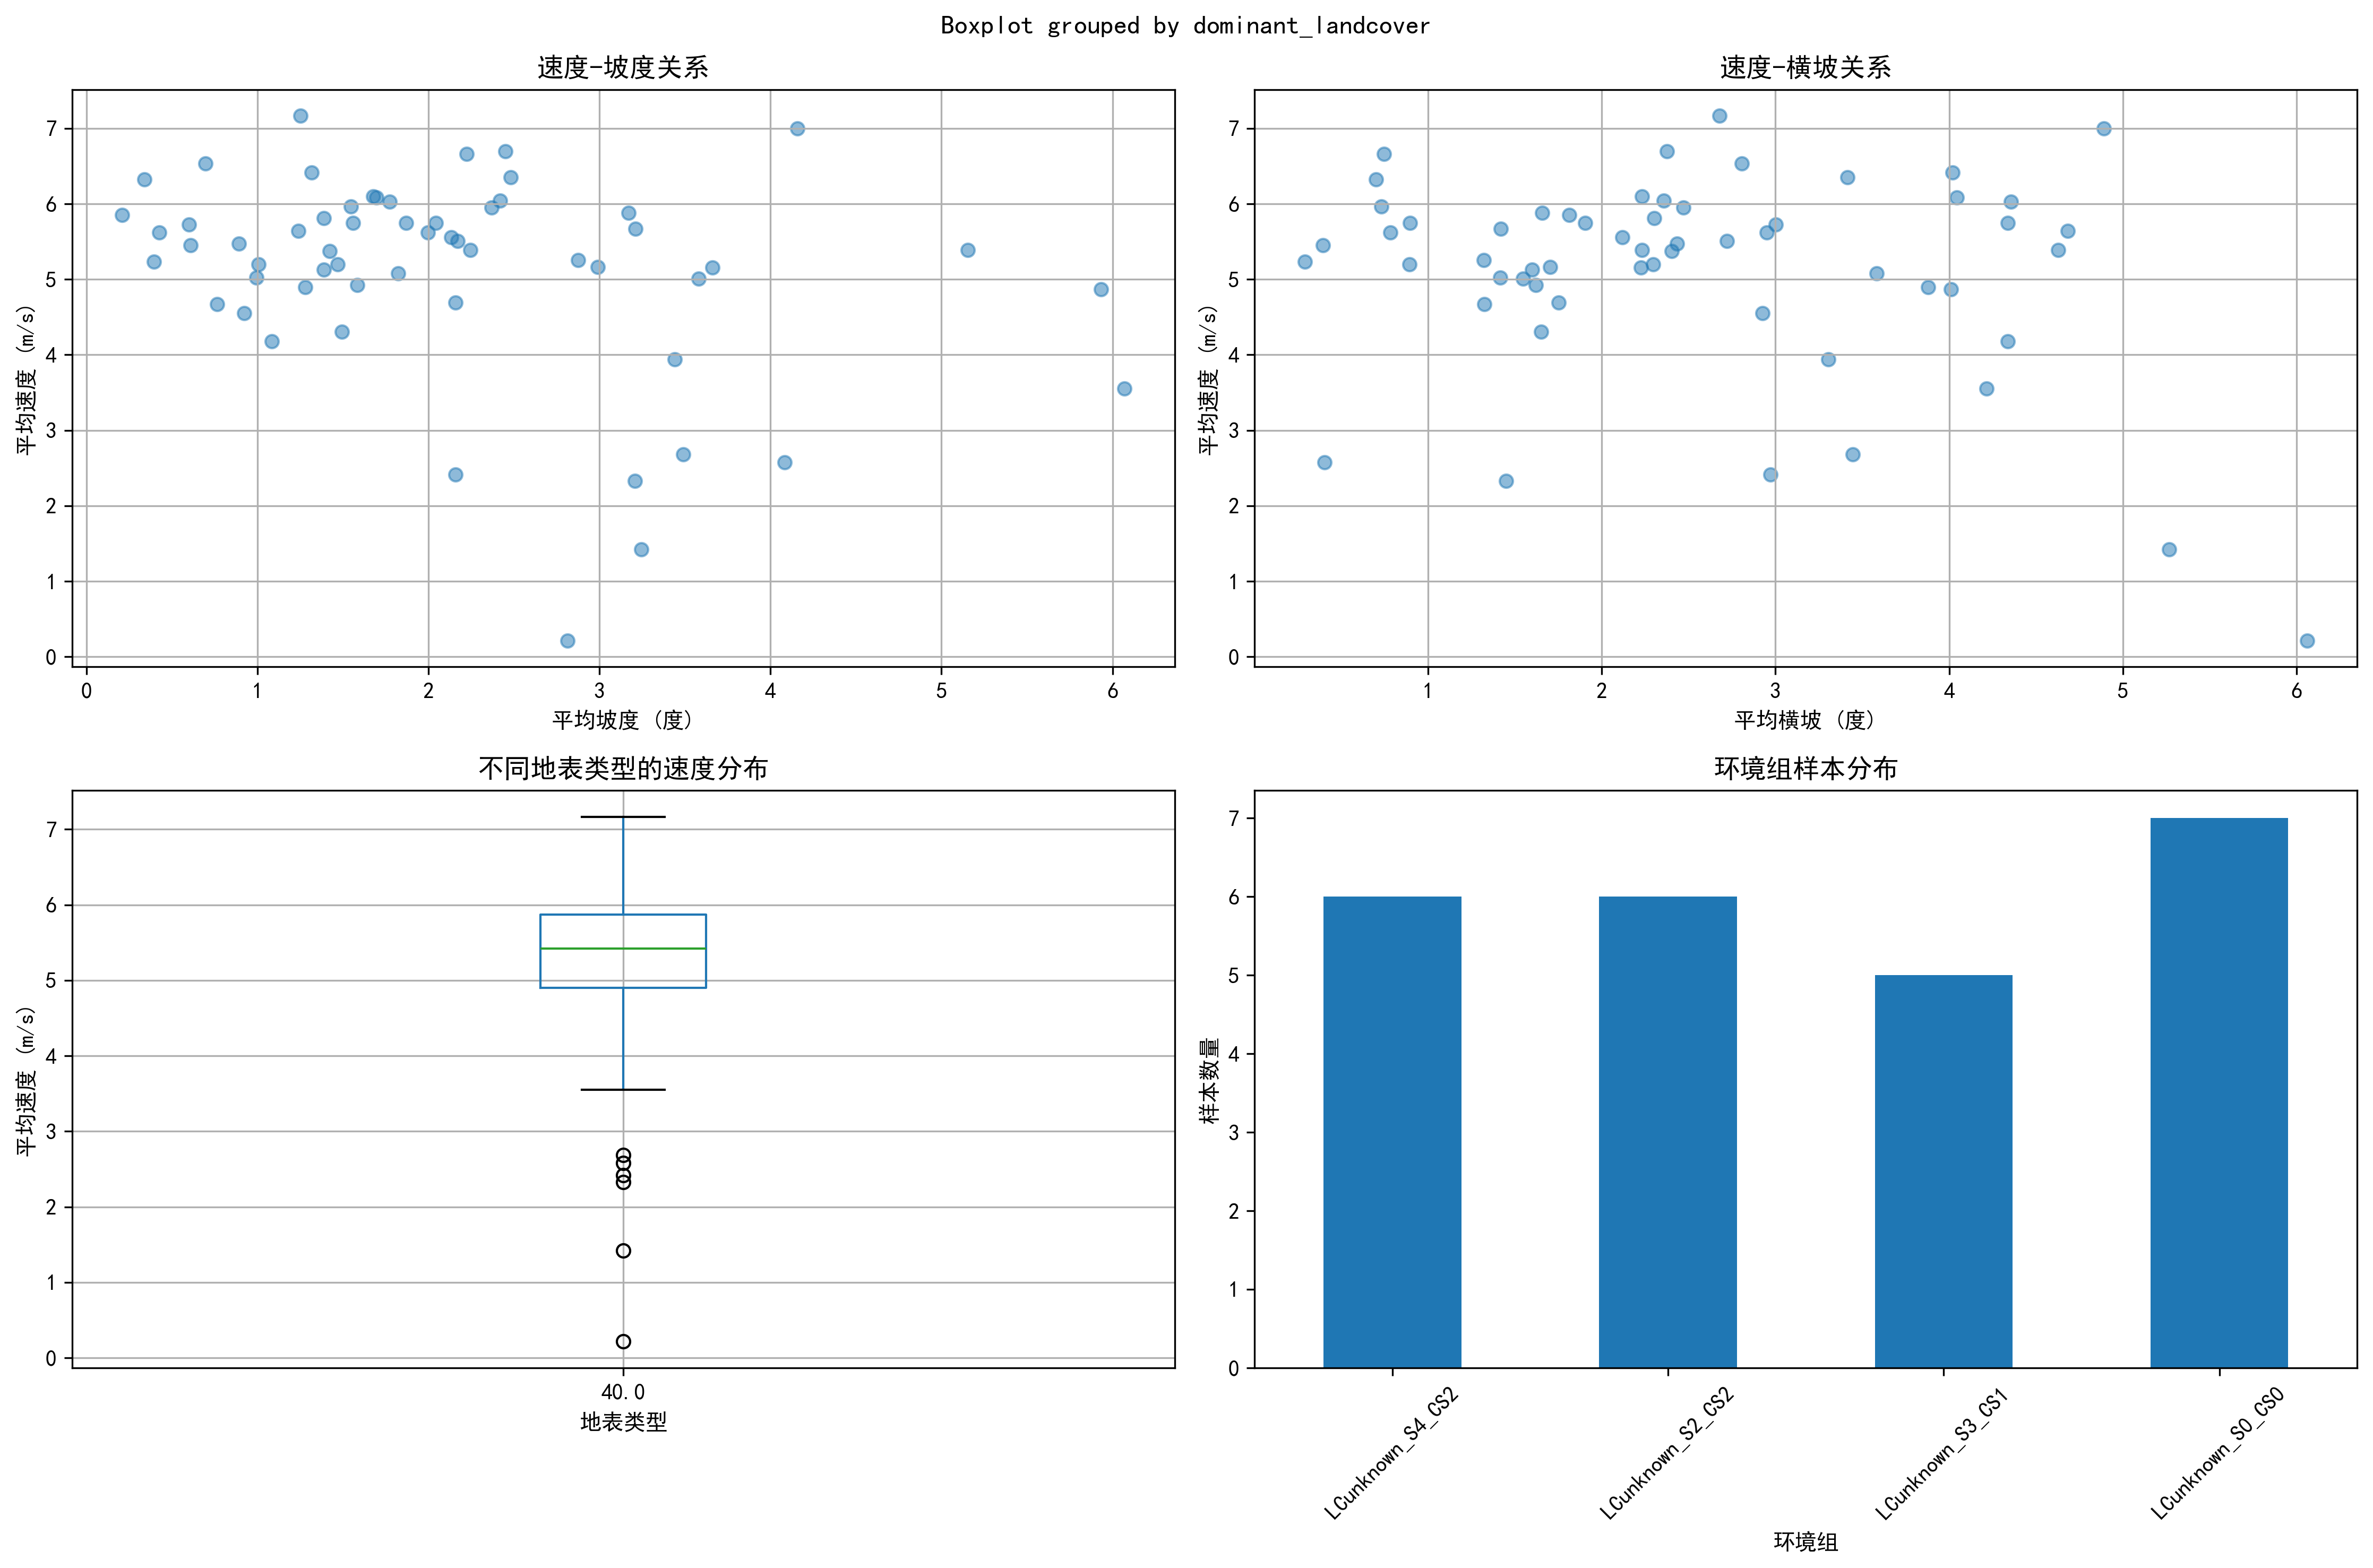 Boxplot grouped by dominant_landcover
速度-坡度关系
7
6
5
4
3
2
1
0
平均速度 (m/s)
0 1 2 3 4 5 6
平均坡度 (度)
速度-横坡关系
7
6
5
4
3
2
1
0
平均速度 (m/s)
1 2 3 4 5 6
平均横坡 (度)
不同地表类型的速度分布
7
6
5
4
3
2
1
0
平均速度 (m/s)
40.0
地表类型
环境组样本分布
7
6
5
4
3
2
1
0
样本数量
LCunknown_S4_CS2
LCunknown_S2_CS2
LCunknown_S3_CS1
LCunknown_S0_CS0
环境组